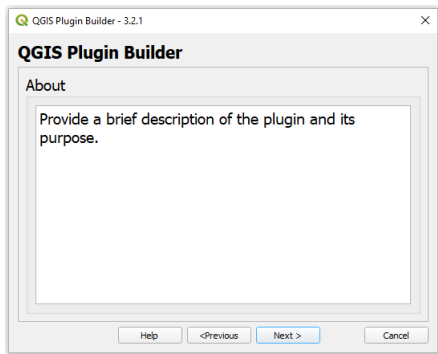 QGIS Plugin Builder - 3.2.1
QGIS Plugin Builder
About
Provide a brief description of the plugin and its
purpose.
Help <Previous Next > Cancel